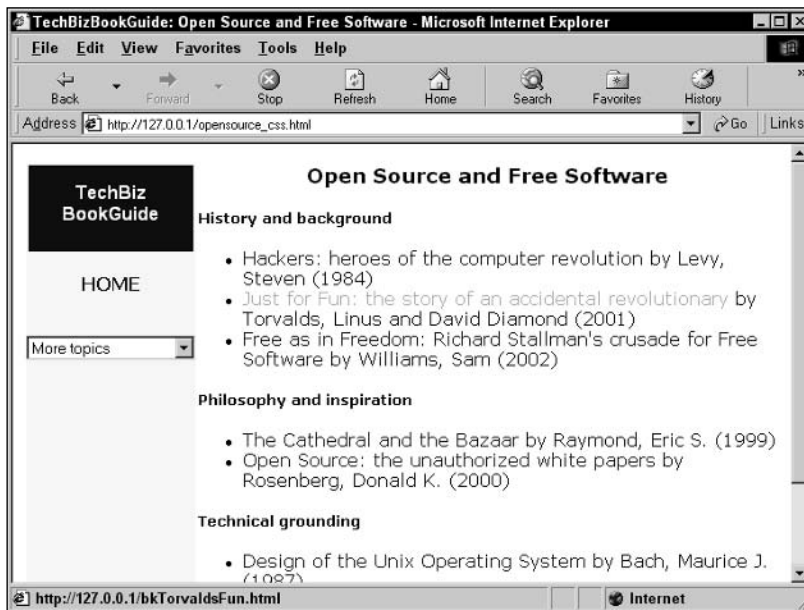 TechBizBookGuide: Open Source and Free Software - Microsoft Internet Explorer
File Edit View Favorites Tools Help
Back Forward Stop Refresh Home Search Favorites History »
Address http://127.0.0.1/opensource_css.html Go Links
TechBiz
BookGuide
HOME
More topics
Open Source and Free Software
History and background
• Hackers: heroes of the computer revolution by Levy,
Steven (1984)
• Just for Fun: the story of an accidental revolutionary by
Torvalds, Linus and David Diamond (2001)
• Free as in Freedom: Richard Stallman's crusade for Free
Software by Williams, Sam (2002)
Philosophy and inspiration
• The Cathedral and the Bazaar by Raymond, Eric S. (1999)
• Open Source: the unauthorized white papers by
Rosenberg, Donald K. (2000)
Technical grounding
• Design of the Unix Operating System by Bach, Maurice J.
(1987)
http://127.0.0.1/bkTorvaldsFun.html Internet